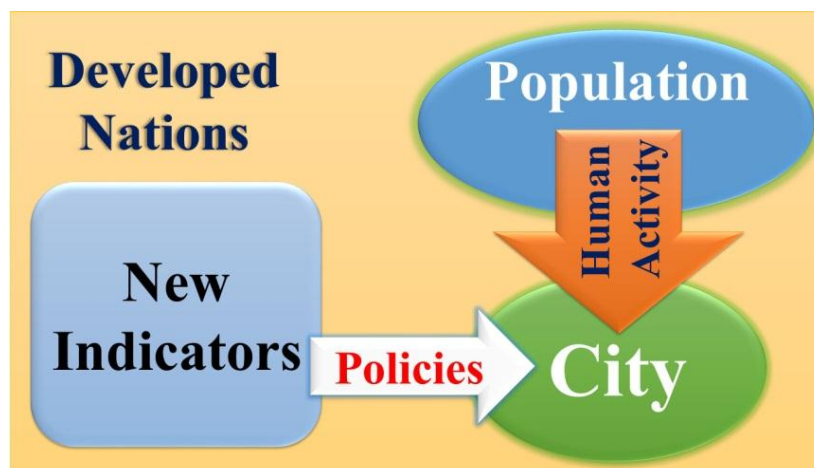 Developed
Nations
Population
Human
Activity
New
Indicators
Policies
City